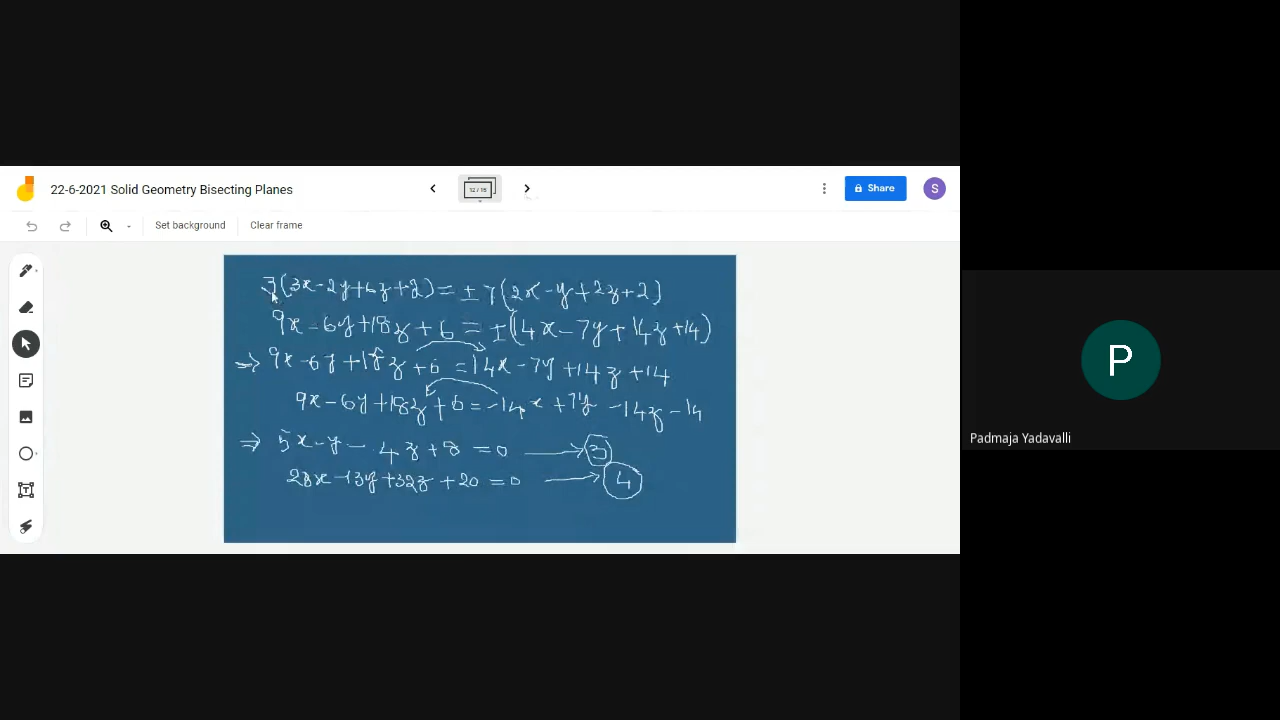 22-6-2021 Solid Geometry Bisecting Planes
12 / 15
Share
S
Set background
Clear frame
3(3x-2y+6z+2) = ± 7(2x-y+2z+2)
9x-6y+18z+6 = ±(14x-7y+14z+14)
⇒ 9x-6y+18z+6 = 14x-7y+14z+14
9x-6y+18z+6 = -14x+7y-14z-14
⇒ 5x-y-4z+8 = 0 → 3
23x-13y+32z+20 = 0 → 4
P
Padmaja Yadavalli